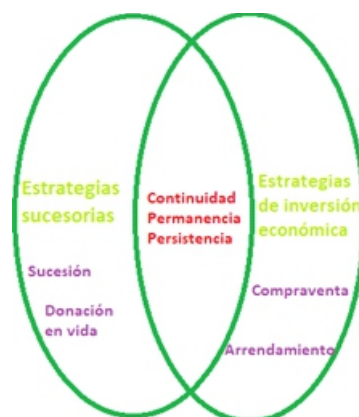 Estrategias
sucesorias
Sucesión
Donación
en vida
Continuidad
Permanencia
Persistencia
Estrategias
de inversión
económica
Compraventa
Arrendamiento